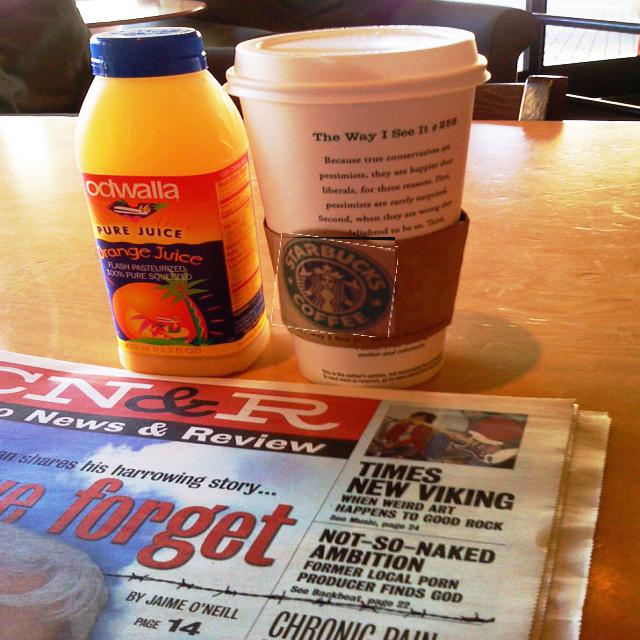 odwalla
PURE JUICE
Orange Juice
FLASH PASTEURIZED
100% PURE SQUEEZED
The Way I See It # 258
Because true conservatives are
pessimists, they are happier than
liberals, for three reasons. First,
pessimists are rarely surprised.
Second, when they are wrong they
delighted to be so. Third,
STARBUCKS
COFFEE
CN&R
o News & Review
an shares his harrowing story...
e forget
BY JAIME O'NEILL
PAGE 14
TIMES
NEW VIKING
WHEN WEIRD ART
HAPPENS TO GOOD ROCK
See Music, page 24
NOT-SO-NAKED
AMBITION
FORMER LOCAL PORN
PRODUCER FINDS GOD
See Backbeat, page 22
CHRONIC PAIN